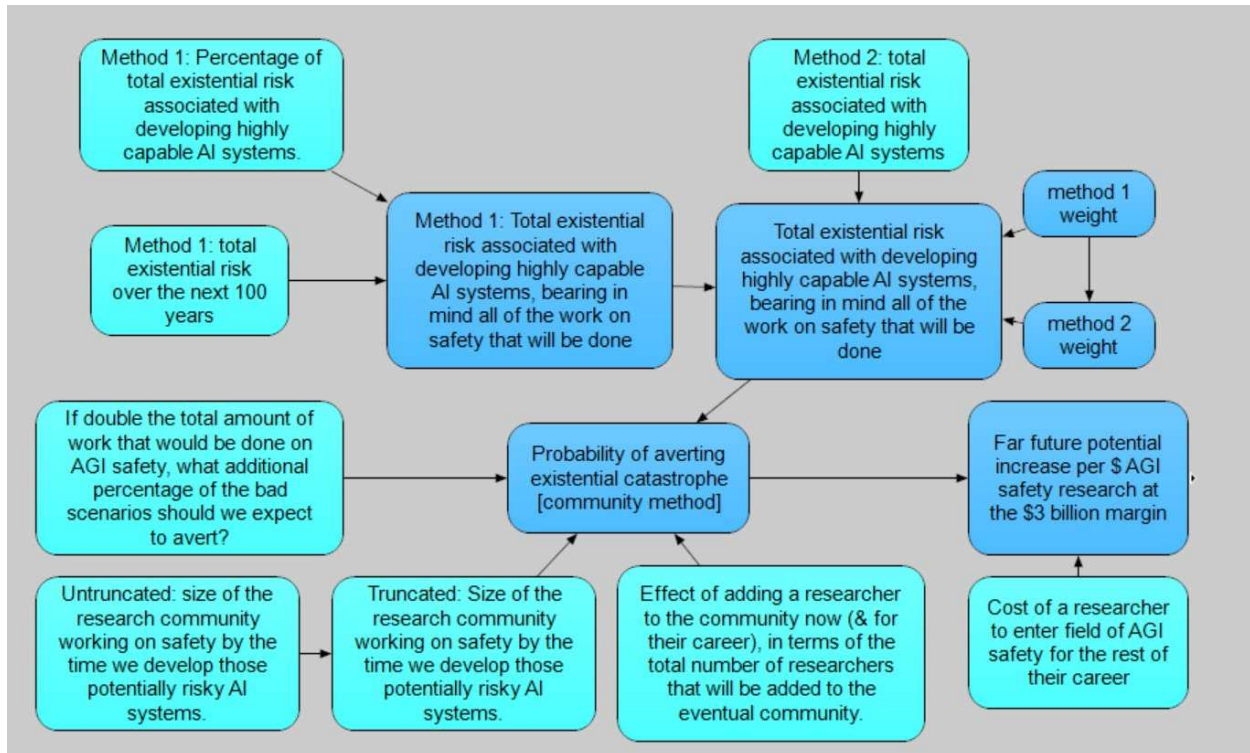 Method 1: Percentage of
total existential risk
associated with
developing highly
capable AI systems.
Method 2: total
existential risk
associated with
developing highly
capable AI systems
Method 1: total
existential risk
over the next 100
years
Method 1: Total existential
risk associated with
developing highly capable
AI systems, bearing in
mind all of the work on
safety that will be done
Total existential risk
associated with developing
highly capable AI systems,
bearing in mind all of the
work on safety that will be
done
method 1
weight
method 2
weight
If double the total amount of
work that would be done on
AGI safety, what additional
percentage of the bad
scenarios should we expect
to avert?
Probability of averting
existential catastrophe
[community method]
Far future potential
increase per $ AGI
safety research at
the $3 billion margin
Untruncated: size of the
research community
working on safety by the
time we develop those
potentially risky AI
systems.
Truncated: Size of the
research community
working on safety by the
time we develop those
potentially risky AI
systems.
Effect of adding a researcher
to the community now (& for
their career), in terms of the
total number of researchers
that will be added to the
eventual community.
Cost of a researcher
to enter field of AGI
safety for the rest of
their career